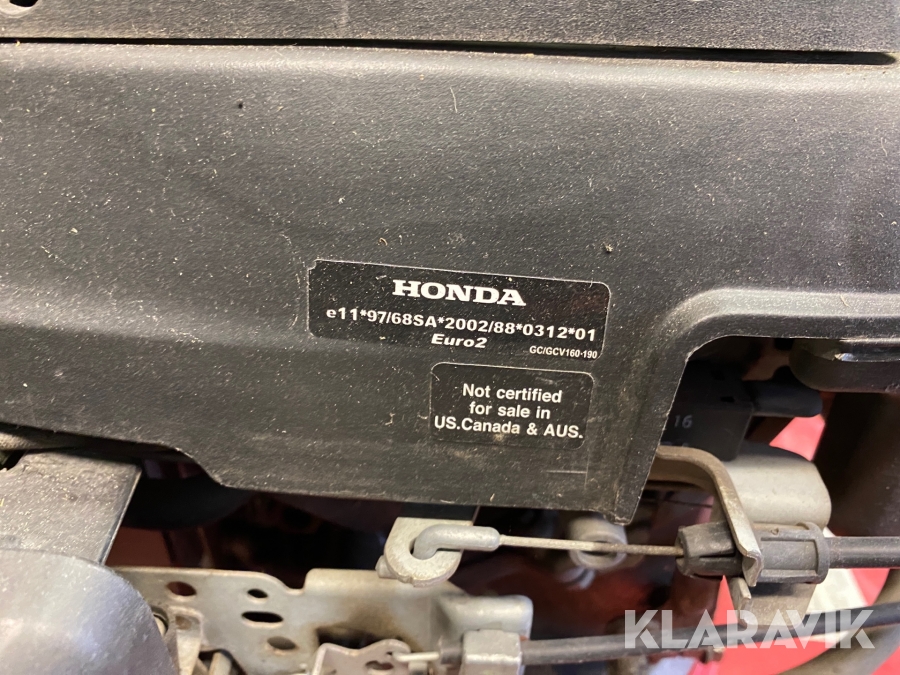 HONDA
e11*97/68SA*2002/88*0312*01
Euro2
GC/GCV160-190
Not certified
for sale in
US.Canada & AUS.
16
KLARAVIK